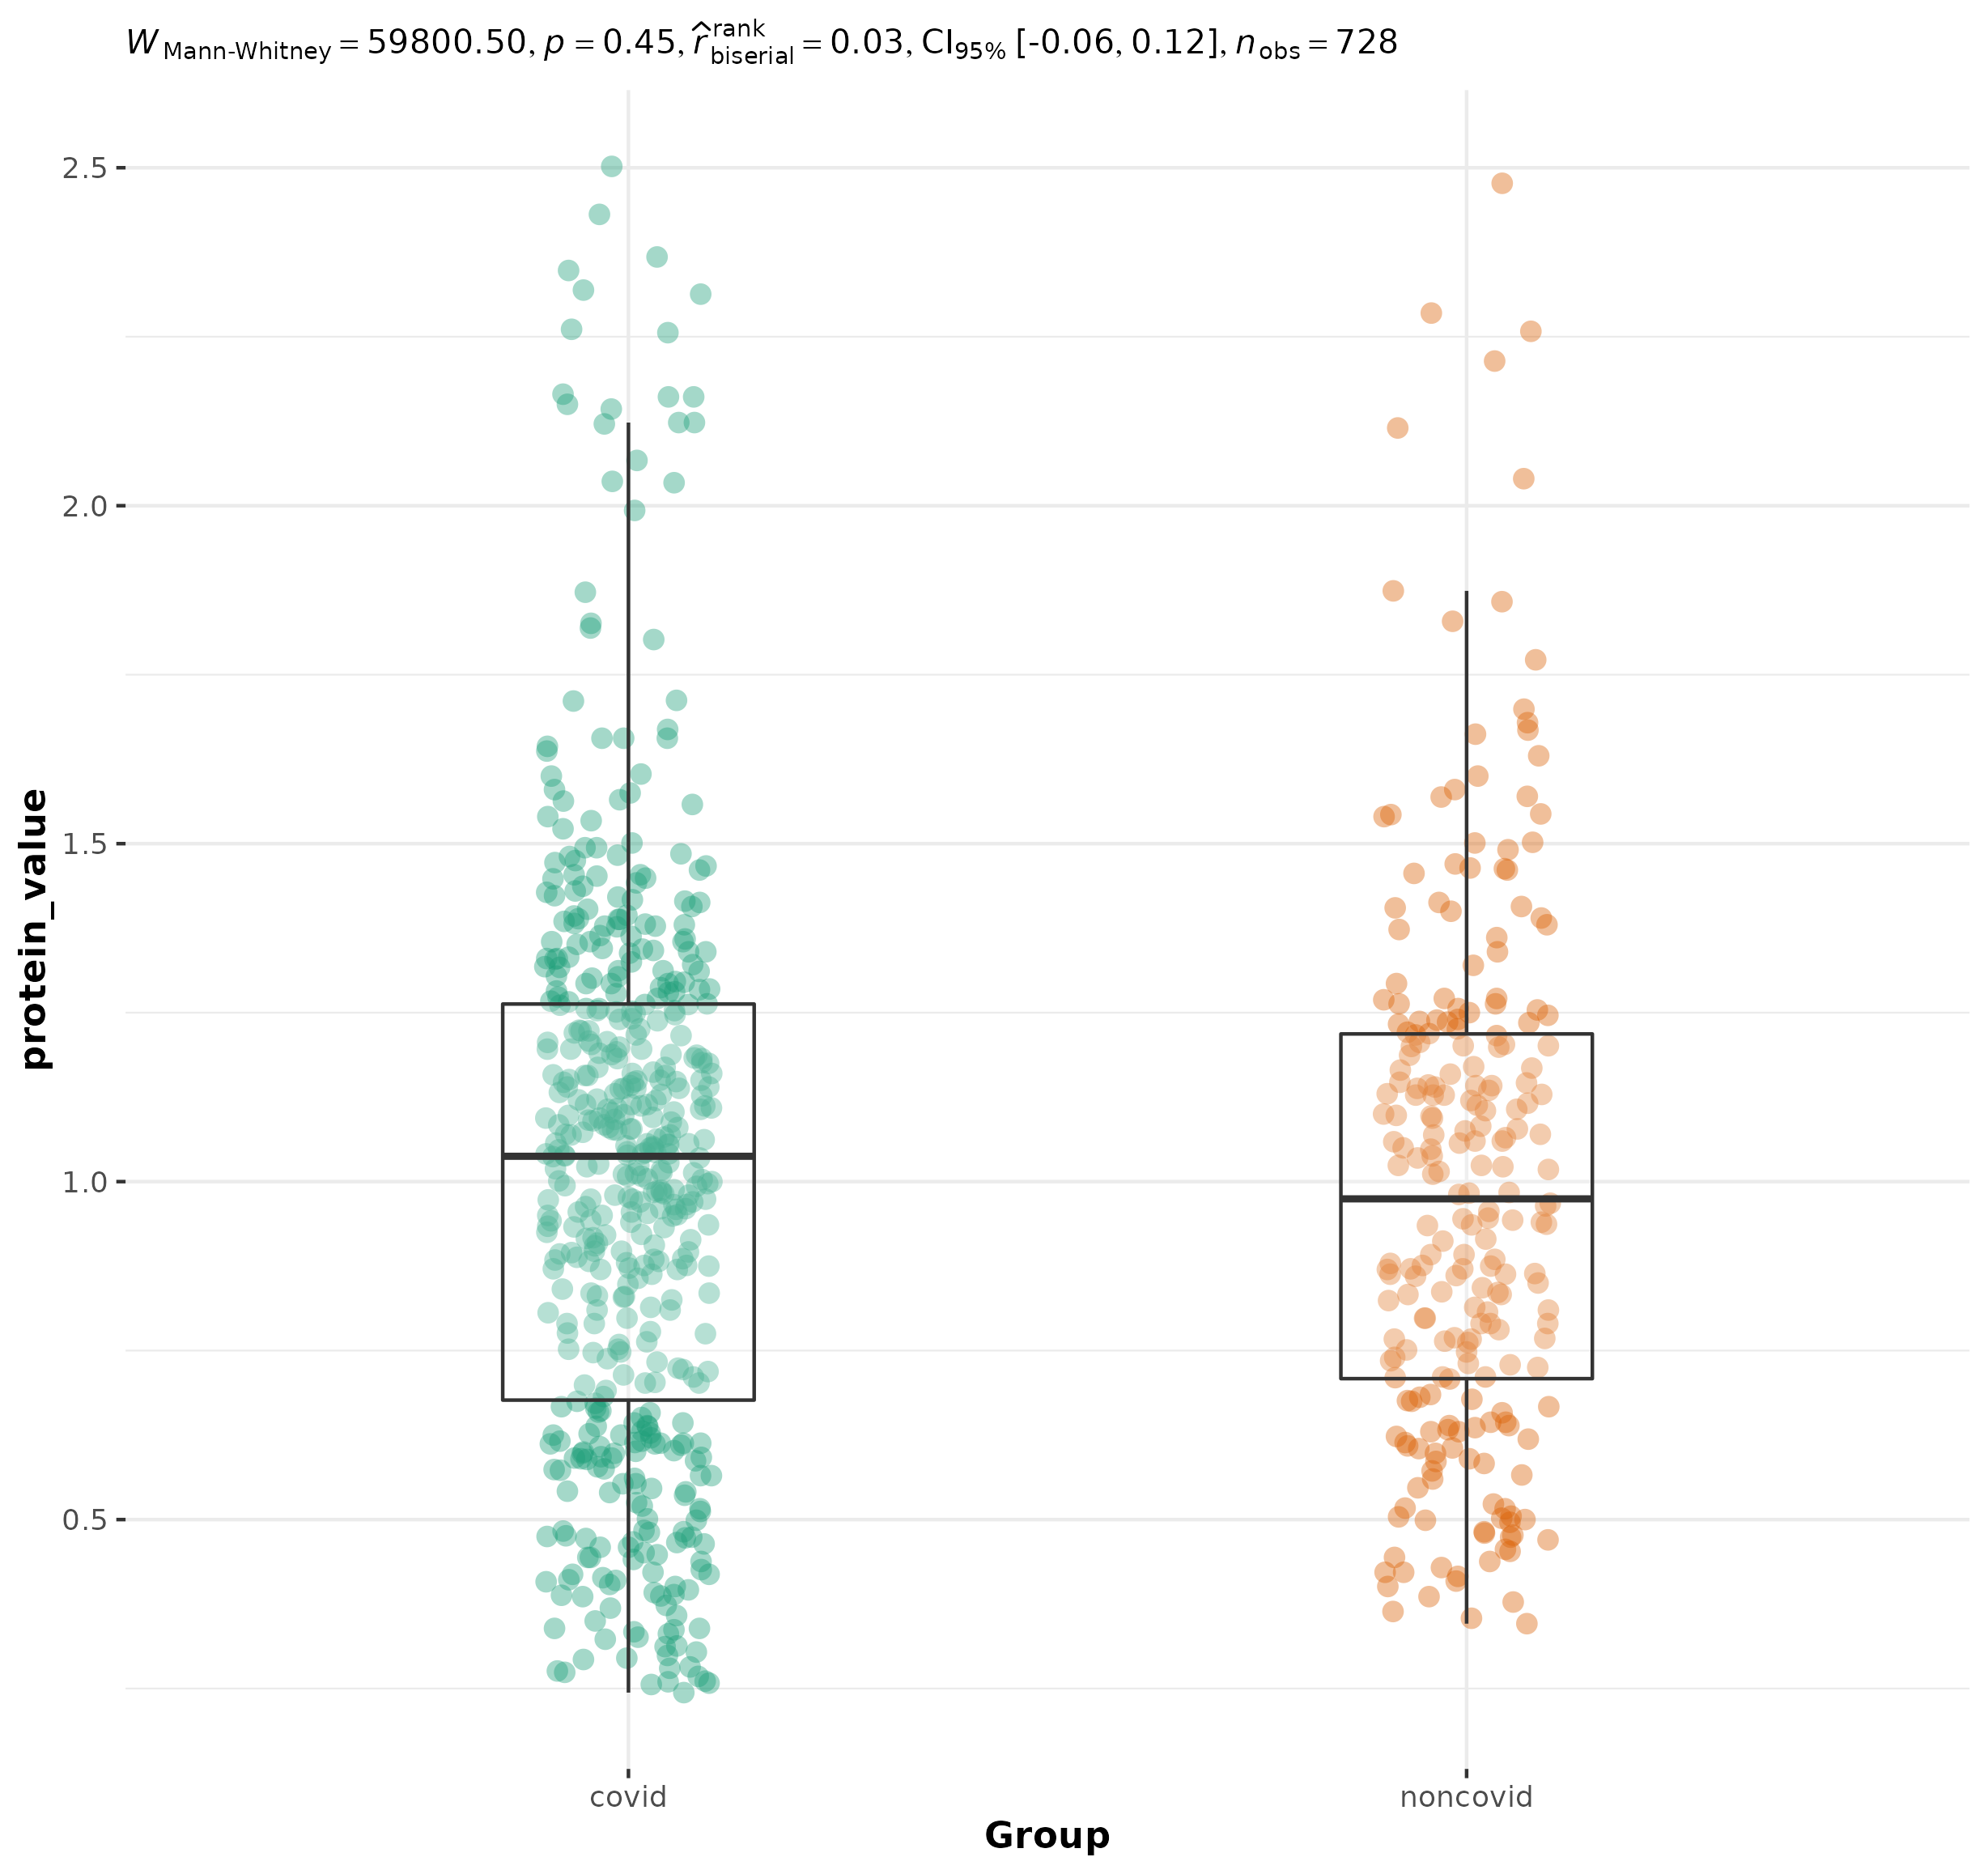 W Mann-Whitney = 59800.50, p = 0.45, r̂ rank biserial = 0.03, CI95% [-0.06, 0.12], n obs = 728
protein_value
2.5
2.0
1.5
1.0
0.5
covid noncovid
Group